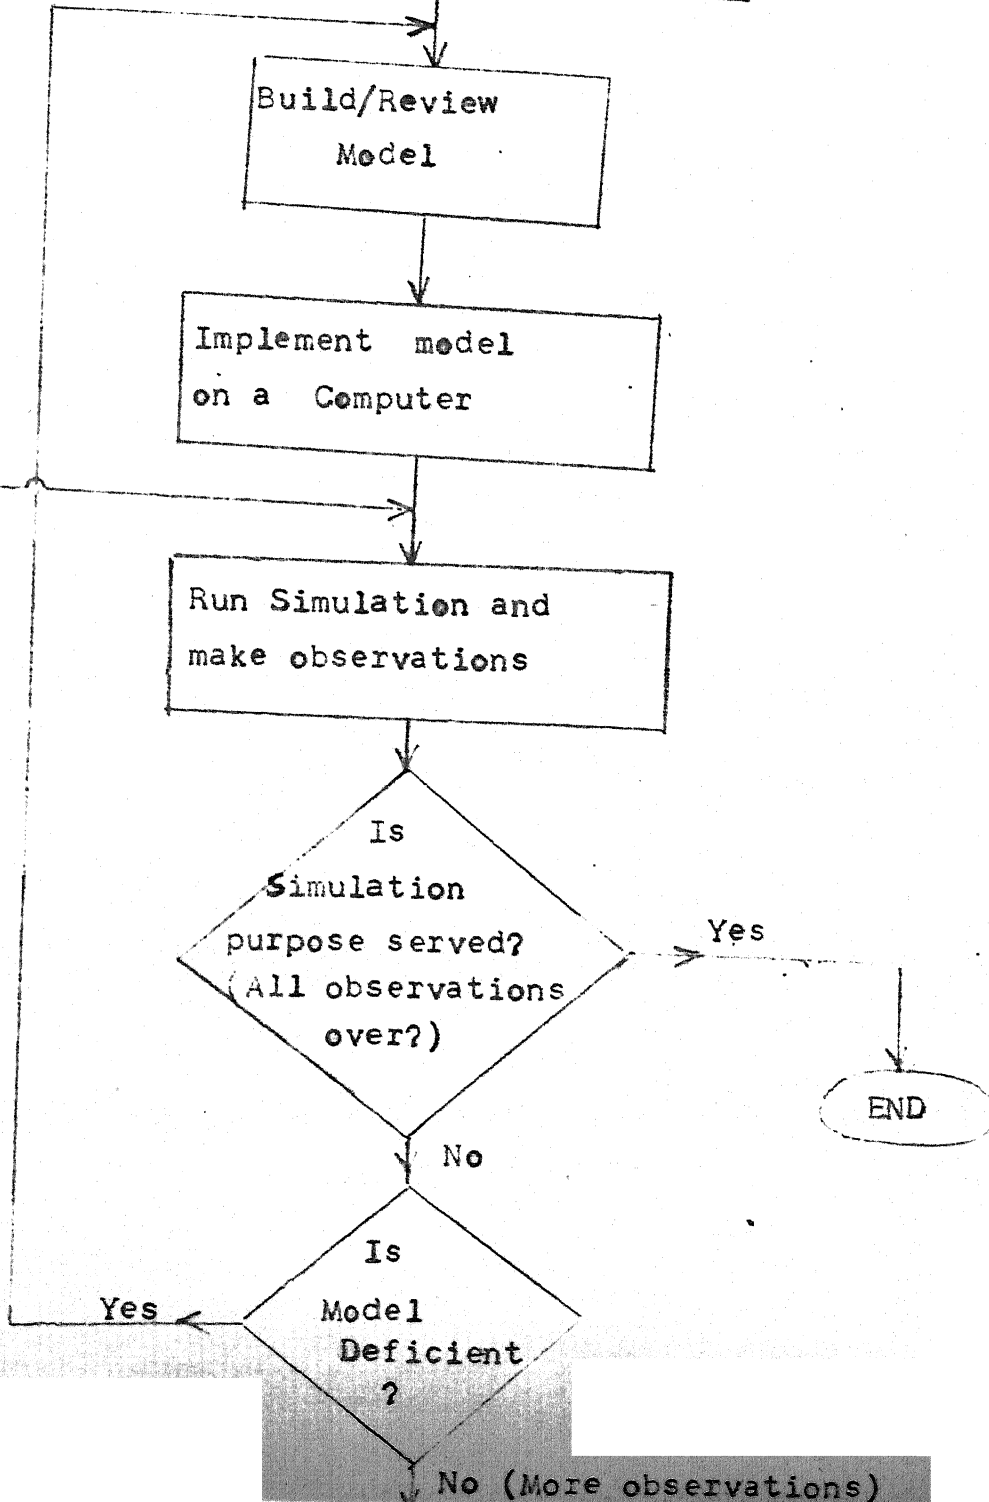 Build/Review
Model
Implement model
on a Computer
Run Simulation and
make observations
Is
Simulation
purpose served?
(All observations
over?)
Yes
END
No
Is
Model
Deficient
?
Yes
No (More observations)